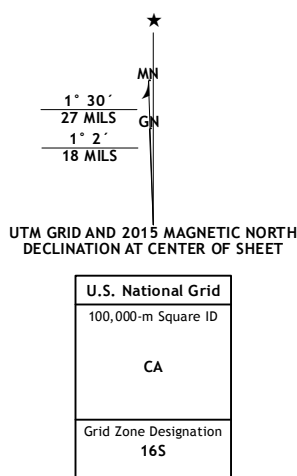 ★
MN
1° 30´
27 MILS
GN
1° 2´
18 MILS
UTM GRID AND 2015 MAGNETIC NORTH
DECLINATION AT CENTER OF SHEET
U.S. National Grid
100,000-m Square ID
CA
Grid Zone Designation
16S